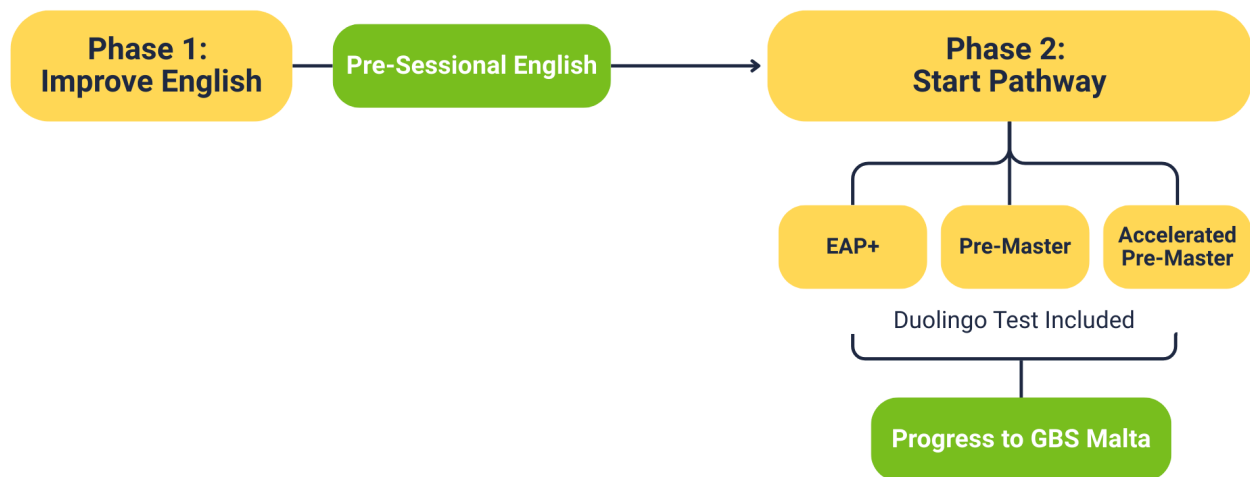 Phase 1:
Improve English
Pre-Sessional English
Phase 2:
Start Pathway
EAP+
Pre-Master
Accelerated
Pre-Master
Duolingo Test Included
Progress to GBS Malta